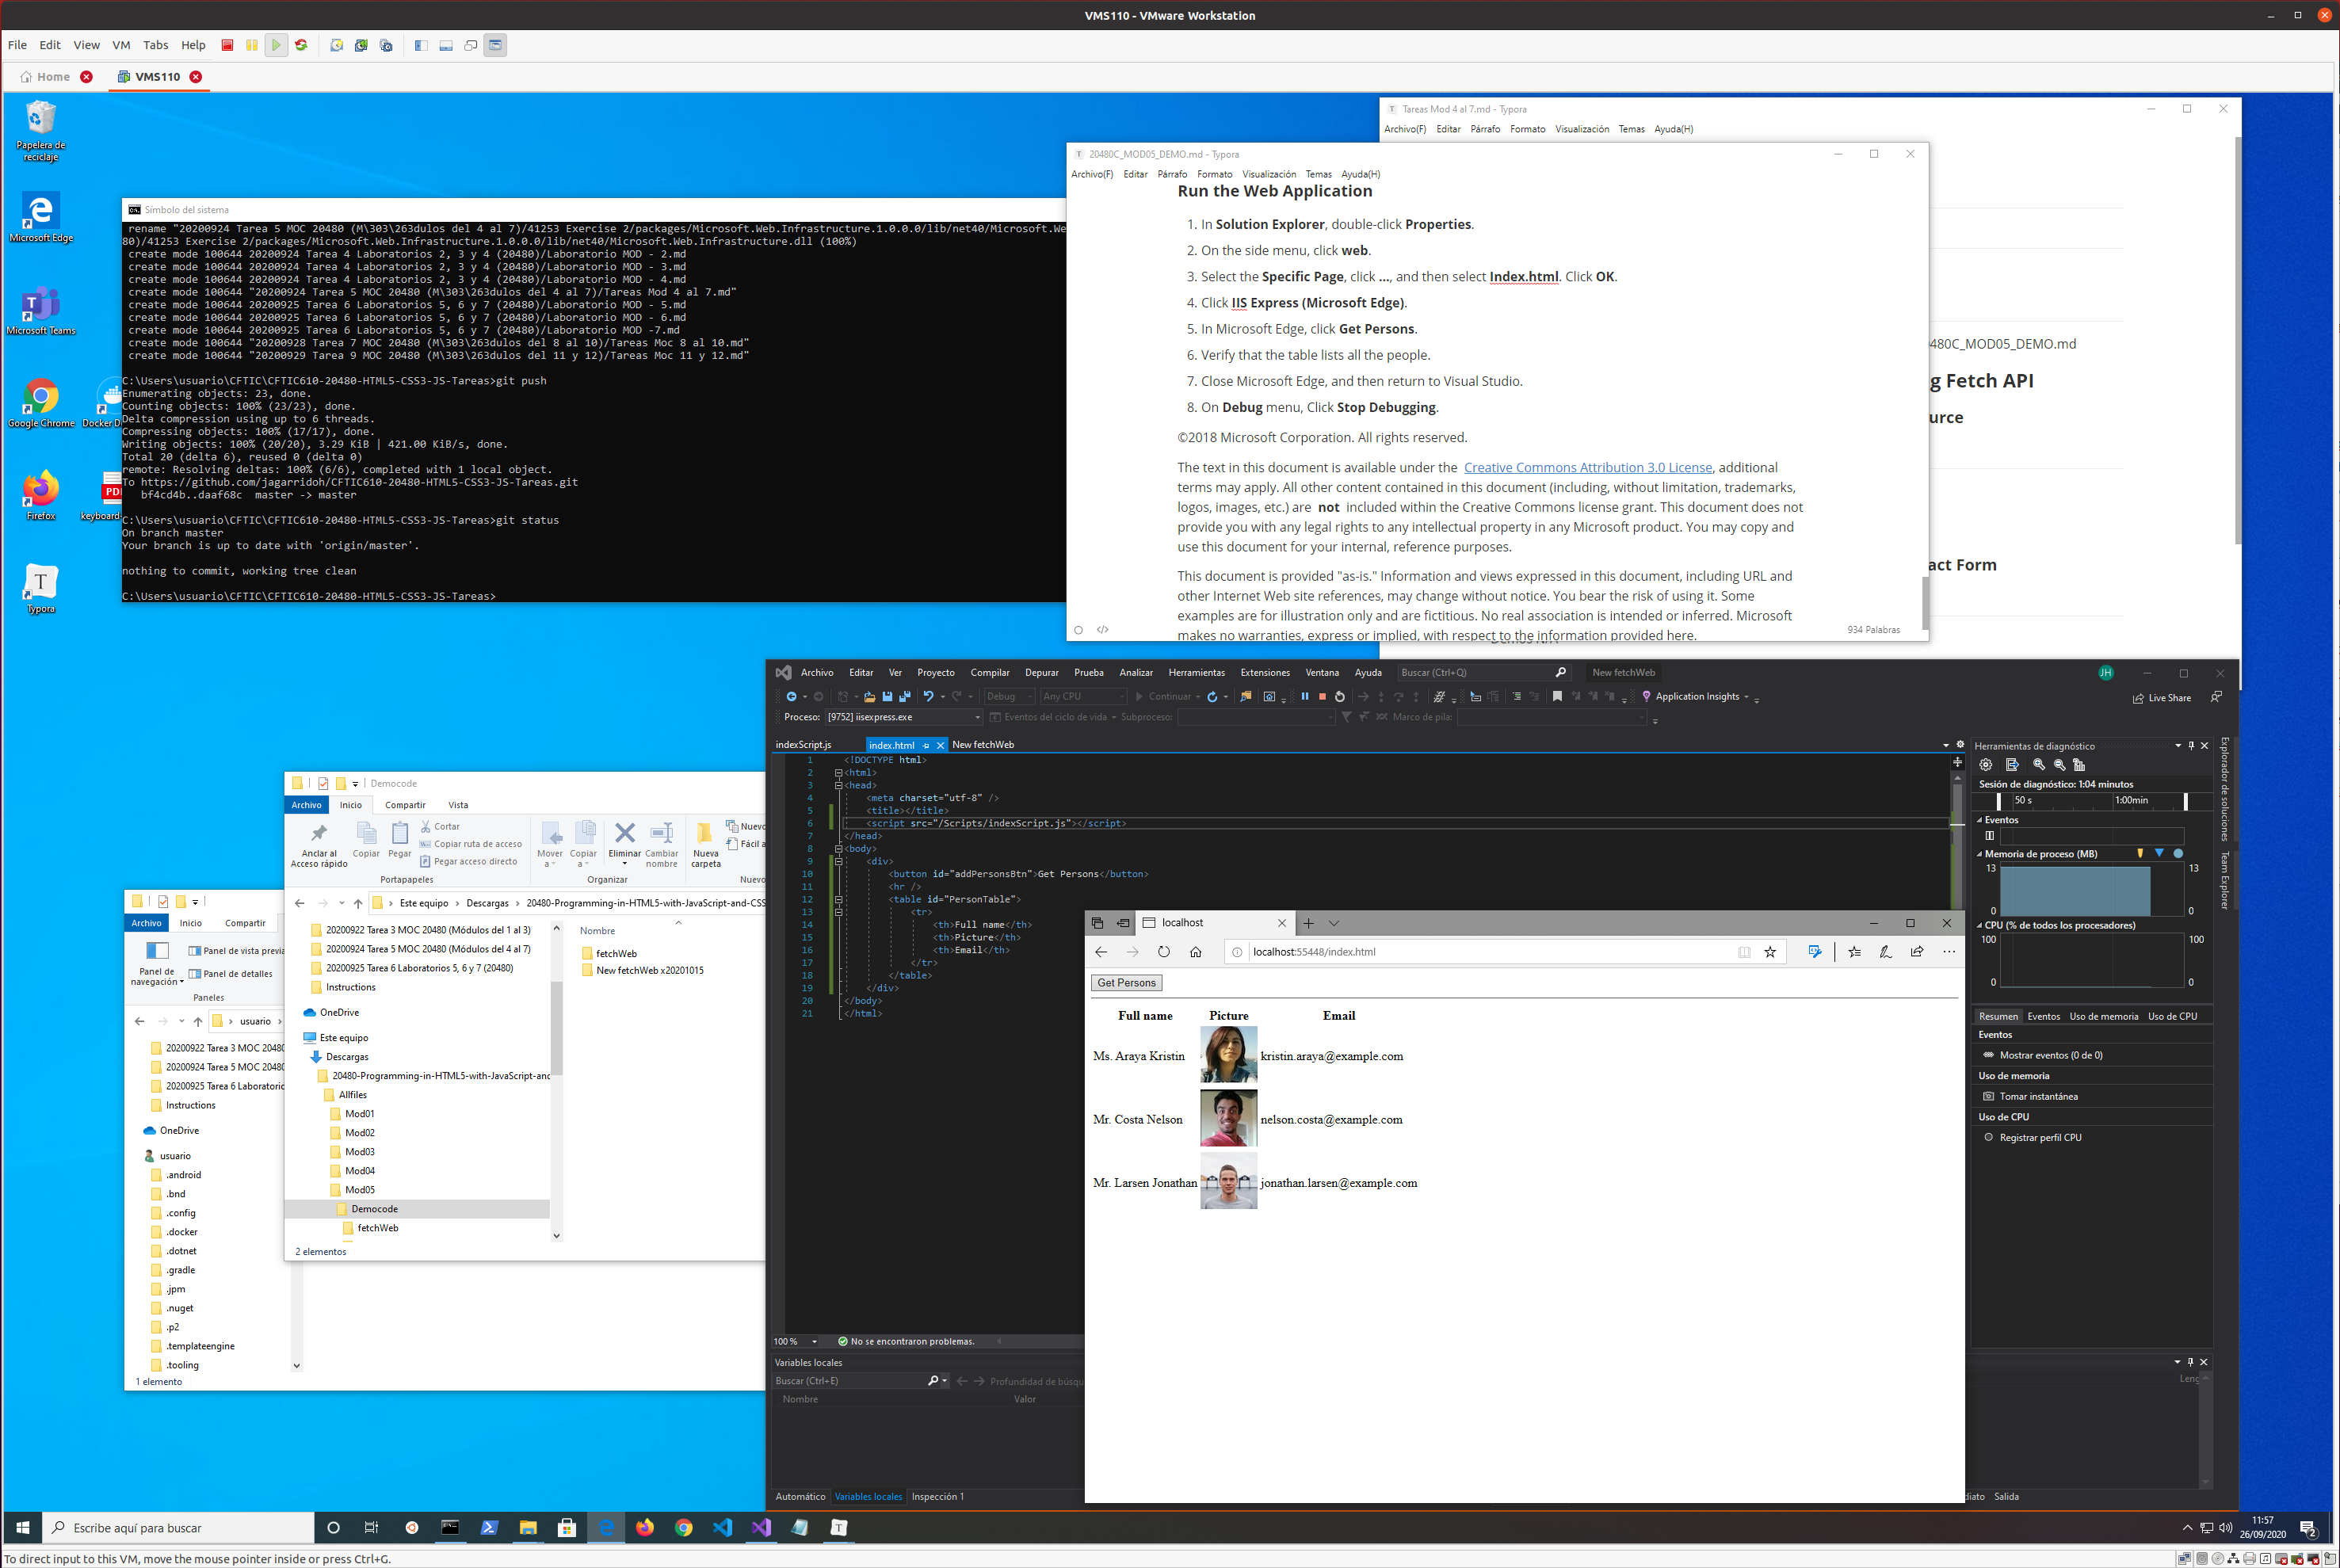 VMS110 - VMware Workstation
File Edit View VM Tabs Help
Home VMS110
Papelera de reciclaje
Microsoft Edge
Microsoft Teams
Google Chrome
Docker D
Firefox
keyboard-
Typora
Símbolo del sistema
rename "20200924 Tarea 5 MOC 20480 (M\303\263dulos del 4 al 7)/41253 Exercise 2/packages/Microsoft.Web.Infrastructure.1.0.0.0/lib/net40/Microsoft.We
80)/41253 Exercise 2/packages/Microsoft.Web.Infrastructure.1.0.0.0/lib/net40/Microsoft.Web.Infrastructure.dll (100%)
create mode 100644 20200924 Tarea 4 Laboratorios 2, 3 y 4 (20480)/Laboratorio MOD - 2.md
create mode 100644 20200924 Tarea 4 Laboratorios 2, 3 y 4 (20480)/Laboratorio MOD - 3.md
create mode 100644 20200924 Tarea 4 Laboratorios 2, 3 y 4 (20480)/Laboratorio MOD - 4.md
create mode 100644 "20200924 Tarea 5 MOC 20480 (M\303\263dulos del 4 al 7)/Tareas Mod 4 al 7.md"
create mode 100644 20200925 Tarea 6 Laboratorios 5, 6 y 7 (20480)/Laboratorio MOD - 5.md
create mode 100644 20200925 Tarea 6 Laboratorios 5, 6 y 7 (20480)/Laboratorio MOD - 6.md
create mode 100644 20200925 Tarea 6 Laboratorios 5, 6 y 7 (20480)/Laboratorio MOD -7.md
create mode 100644 "20200928 Tarea 7 MOC 20480 (M\303\263dulos del 8 al 10)/Tareas Moc 8 al 10.md"
create mode 100644 "20200929 Tarea 9 MOC 20480 (M\303\263dulos del 11 y 12)/Tareas Moc 11 y 12.md"
C:\Users\usuario\CFTIC\CFTIC610-20480-HTML5-CSS3-JS-Tareas>git push
Enumerating objects: 23, done.
Counting objects: 100% (23/23), done.
Delta compression using up to 6 threads.
Compressing objects: 100% (17/17), done.
Writing objects: 100% (20/20), 3.29 KiB | 421.00 KiB/s, done.
Total 20 (delta 6), reused 0 (delta 0)
remote: Resolving deltas: 100% (6/6), completed with 1 local object.
To https://github.com/jagarridoh/CFTIC610-20480-HTML5-CSS3-JS-Tareas.git
bf4cd4b..daaf68c master -> master
C:\Users\usuario\CFTIC\CFTIC610-20480-HTML5-CSS3-JS-Tareas>git status
On branch master
Your branch is up to date with 'origin/master'.
nothing to commit, working tree clean
C:\Users\usuario\CFTIC\CFTIC610-20480-HTML5-CSS3-JS-Tareas>
Tareas Mod 4 al 7.md - Typora
Archivo(F) Editar Párrafo Formato Visualización Temas Ayuda(H)
480C_MOD05_DEMO.md
g Fetch API
urce
act Form
Demos N/A
20480C_MOD05_DEMO.md - Typora
Archivo(F) Editar Párrafo Formato Visualización Temas Ayuda(H)
Run the Web Application
1. In Solution Explorer, double-click Properties.
2. On the side menu, click web.
3. Select the Specific Page, click ..., and then select Index.html. Click OK.
4. Click IIS Express (Microsoft Edge).
5. In Microsoft Edge, click Get Persons.
6. Verify that the table lists all the people.
7. Close Microsoft Edge, and then return to Visual Studio.
8. On Debug menu, Click Stop Debugging.
©2018 Microsoft Corporation. All rights reserved.
The text in this document is available under the Creative Commons Attribution 3.0 License, additional
terms may apply. All other content contained in this document (including, without limitation, trademarks,
logos, images, etc.) are not included within the Creative Commons license grant. This document does not
provide you with any legal rights to any intellectual property in any Microsoft product. You may copy and
use this document for your internal, reference purposes.
This document is provided "as-is." Information and views expressed in this document, including URL and
other Internet Web site references, may change without notice. You bear the risk of using it. Some
examples are for illustration only and are fictitious. No real association is intended or inferred. Microsoft
makes no warranties, express or implied, with respect to the information provided here.
934 Palabras
Archivo Inicio Compartir
Panel de navegación
Panel de vista previa
Panel de detalles
Paneles
usuario
20200922 Tarea 3 MOC 20480
20200924 Tarea 5 MOC 20480
20200925 Tarea 6 Laboratorio
Instructions
OneDrive
usuario
.android
.bnd
.config
.docker
.dotnet
.gradle
.jpm
.nuget
.p2
.templateengine
.tooling
1 elemento
Democode
Archivo Inicio Compartir Vista
Anclar al Acceso rápido
Copiar
Pegar
Cortar
Copiar ruta de acceso
Pegar acceso directo
Portapapeles
Mover a
Copiar a
Eliminar
Cambiar nombre
Organizar
Nueva carpeta
Nuevo
Fácil a
Nuevo
Este equipo > Descargas > 20480-Programming-in-HTML5-with-JavaScript-and-CSS
20200922 Tarea 3 MOC 20480 (Módulos del 1 al 3)
20200924 Tarea 5 MOC 20480 (Módulos del 4 al 7)
20200925 Tarea 6 Laboratorios 5, 6 y 7 (20480)
Instructions
OneDrive
Este equipo
Descargas
20480-Programming-in-HTML5-with-JavaScript-and
Allfiles
Mod01
Mod02
Mod03
Mod04
Mod05
Democode
fetchWeb
Nombre
fetchWeb
New fetchWeb x20201015
2 elementos
Archivo Editar Ver Proyecto Compilar Depurar Prueba Analizar Herramientas Extensiones Ventana Ayuda Buscar (Ctrl+Q) New fetchWeb JH
Debug Any CPU Continuar Application Insights Live Share
Proceso: [9752] iisexpress.exe Eventos del ciclo de vida Subproceso: Marco de pila:
indexScript.js index.html New fetchWeb
1 <!DOCTYPE html>
2 <html>
3 <head>
4 <meta charset="utf-8" />
5 <title></title>
6 <script src="/Scripts/indexScript.js"></script>
7 </head>
8 <body>
9 <div>
10 <button id="addPersonsBtn">Get Persons</button>
11 <hr />
12 <table id="PersonTable">
13 <tr>
14 <th>Full name</th>
15 <th>Picture</th>
16 <th>Email</th>
17 </tr>
18 </table>
19 </div>
20 </body>
21 </html>
100 % No se encontraron problemas.
Variables locales
Buscar (Ctrl+E) Profundidad de búsqu
Nombre Valor
Leng
Automático Variables locales Inspección 1
diato Salida
Herramientas de diagnóstico
Sesión de diagnóstico: 1:04 minutos
50 s 1:00min
Eventos
Memoria de proceso (MB)
13 13
0 0
CPU (% de todos los procesadores)
100 100
0 0
Resumen Eventos Uso de memoria Uso de CPU
Eventos
Mostrar eventos (0 de 0)
Uso de memoria
Tomar instantánea
Uso de CPU
Registrar perfil CPU
Explorador de soluciones
Team Explorer
localhost
localhost:55448/index.html
Get Persons
Full name Picture Email
Ms. Araya Kristin kristin.araya@example.com
Mr. Costa Nelson nelson.costa@example.com
Mr. Larsen Jonathan jonathan.larsen@example.com
Escribe aquí para buscar
11:57
26/09/2020
2
To direct input to this VM, move the mouse pointer inside or press Ctrl+G.